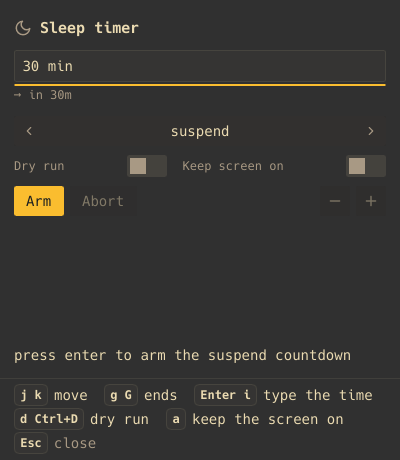 Sleep timer
30 min
→ in 30m
‹ suspend ›
Dry run Keep screen on
Arm Abort − +
press enter to arm the suspend countdown
j k move g G ends Enter i type the time
d Ctrl+D dry run a keep the screen on
Esc close